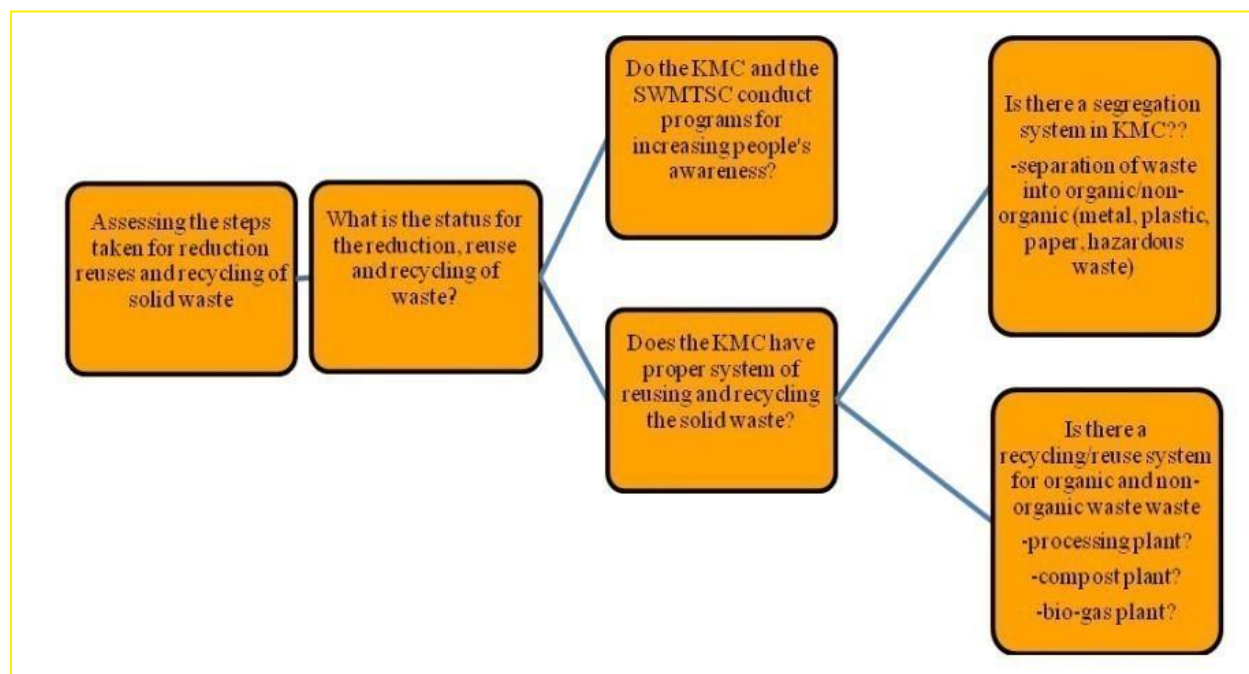 Assessing the steps
taken for reduction
reuses and recycling of
solid waste
What is the status for
the reduction, reuse
and recycling of
waste?
Do the KMC and the
SWMTSC conduct
programs for
increasing people's
awareness?
Does the KMC have
proper system of
reusing and recycling
the solid waste?
Is there a segregation
system in KMC??
-separation of waste
into organic/non-
organic (metal, plastic,
paper, hazardous
waste)
Is there a
recycling/reuse system
for organic and non-
organic waste waste
-processing plant?
-compost plant?
-bio-gas plant?